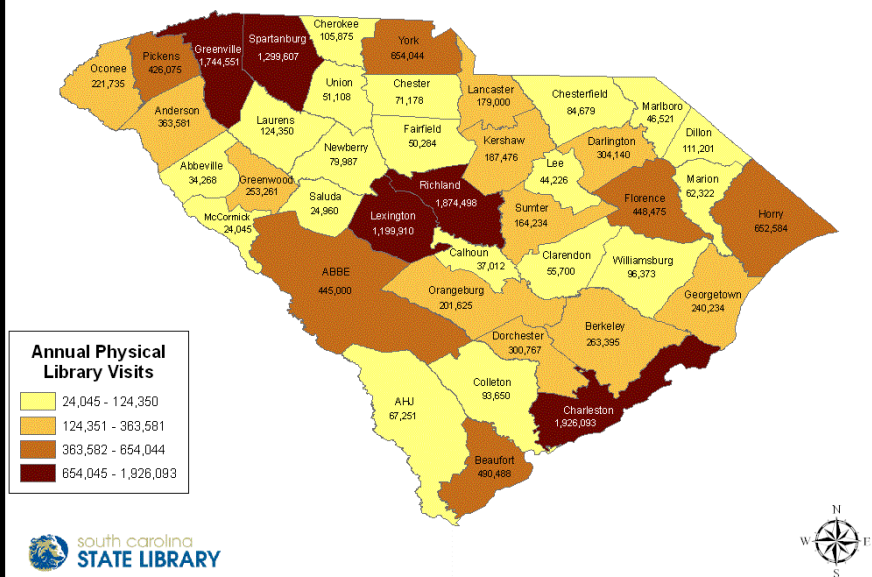 Cherokee
105,875
Spartanburg
1,299,607
York
654,044
Greenville
1,744,551
Pickens
426,075
Oconee
221,735
Union
51,108
Chester
71,178
Lancaster
179,000
Chesterfield
84,679
Marlboro
46,521
Anderson
363,581
Laurens
124,350
Fairfield
50,284
Kershaw
187,476
Darlington
304,140
Dillon
111,201
Newberry
79,987
Abbeville
34,268
Greenwood
253,261
Lee
44,226
Marion
62,322
Richland
1,874,498
Saluda
24,960
Lexington
1,199,910
Florence
448,475
Horry
652,584
McCormick
24,045
Sumter
164,234
Calhoun
37,012
Clarendon
55,700
Williamsburg
96,373
ABBE
445,000
Orangeburg
201,625
Georgetown
240,234
Berkeley
263,395
Dorchester
300,767
Colleton
93,650
AHJ
67,251
Charleston
1,926,093
Beaufort
490,488
Annual Physical
Library Visits
24,045 - 124,350
124,351 - 363,581
363,582 - 654,044
654,045 - 1,926,093
south carolina
STATE LIBRARY
N
W E
S